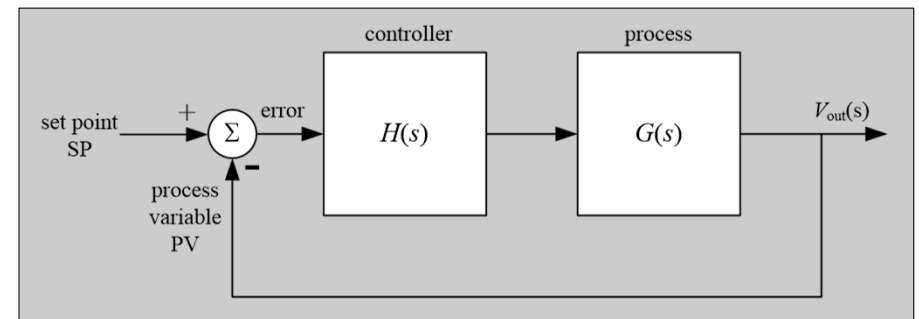 controller
process
set point
SP
+
Σ
error
H(s)
G(s)
Vout(s)
-
process
variable
PV